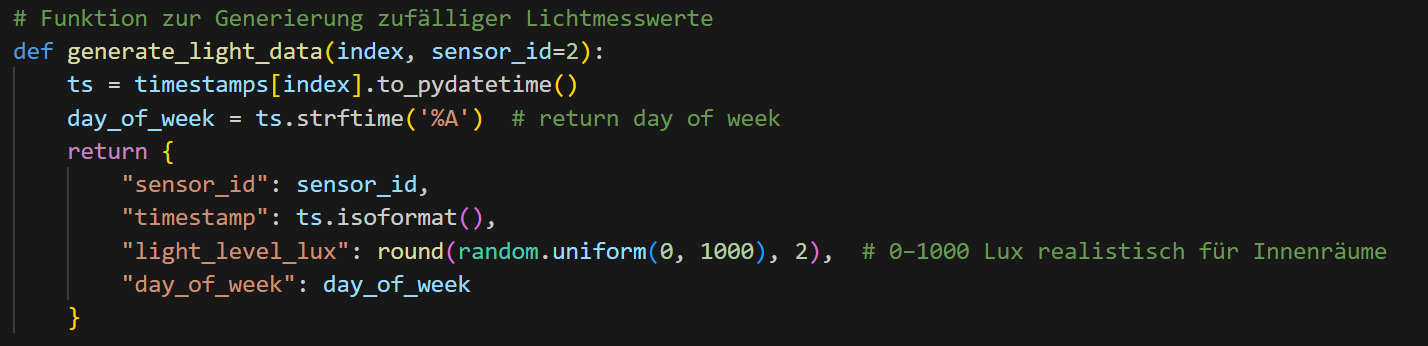 # Funktion zur Generierung zufälliger Lichtmesswerte
def generate_light_data(index, sensor_id=2):
    ts = timestamps[index].to_pydatetime()
    day_of_week = ts.strftime('%A')  # return day of week
    return {
        "sensor_id": sensor_id,
        "timestamp": ts.isoformat(),
        "light_level_lux": round(random.uniform(0, 1000), 2),  # 0–1000 Lux realistisch für Innenräume
        "day_of_week": day_of_week
    }